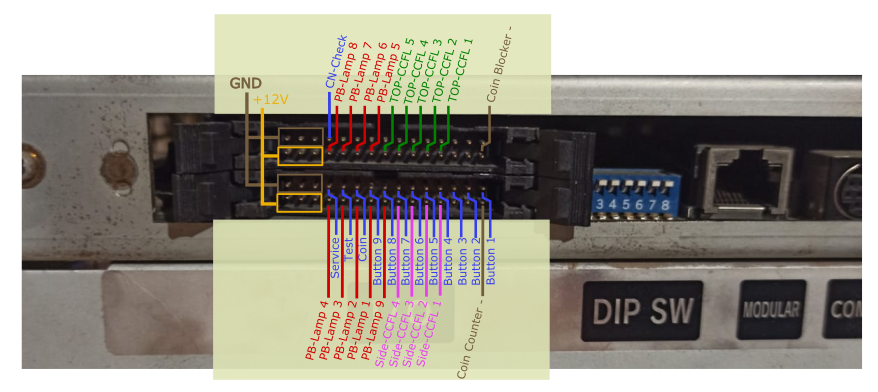 CN-Check
PB-Lamp 8
PB-Lamp 7
PB-Lamp 6
PB-Lamp 5
TOP-CCFL 5
TOP-CCFL 4
TOP-CCFL 3
TOP-CCFL 2
TOP-CCFL 1
Coin Blocker -
GND
+12V
3 4 5 6 7 8
Service
Test
Coin
Button 9
Button 8
Button 7
Button 6
Button 5
Button 4
Button 3
Button 2
Button 1
PB-Lamp 4
PB-Lamp 3
PB-Lamp 2
PB-Lamp 1
PB-Lamp 9
Side-CCFL 4
Side-CCFL 3
Side-CCFL 2
Side-CCFL 1
Coin Counter -
DIP SW
MODULAR
COM